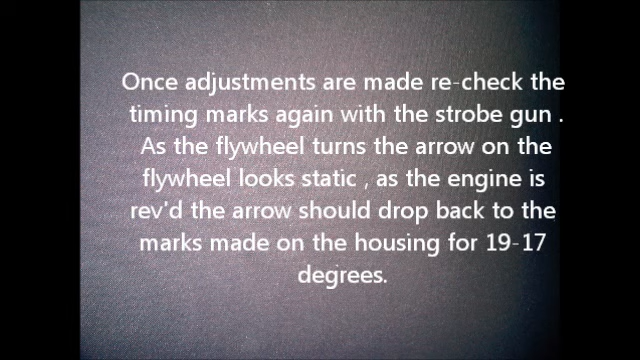 Once adjustments are made re-check the
timing marks again with the strobe gun .
As the flywheel turns the arrow on the
flywheel looks static , as the engine is
rev'd the arrow should drop back to the
marks made on the housing for 19-17
degrees.